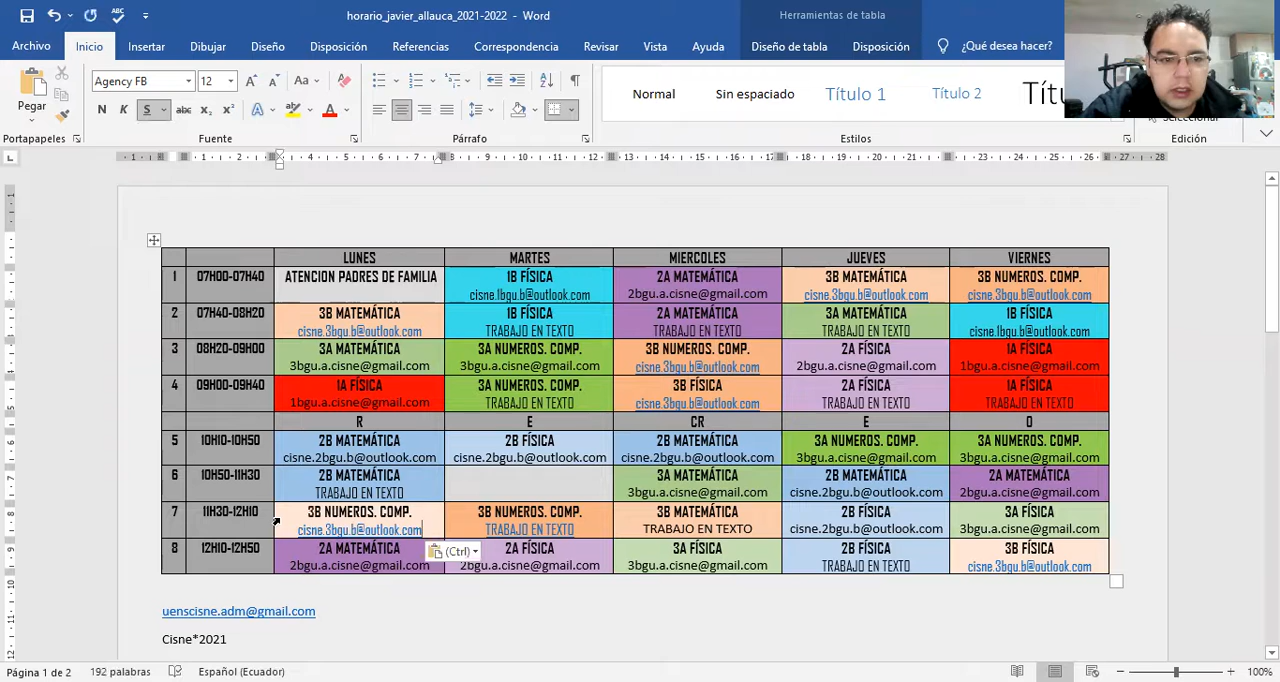 horario_javier_allauca_2021-2022 - Word
Herramientas de tabla
Archivo Inicio Insertar Dibujar Diseño Disposición Referencias Correspondencia Revisar Vista Ayuda Diseño de tabla Disposición ¿Qué desea hacer?
Pegar
Agency FB 12
Normal Sin espaciado Título 1 Título 2
Portapapeles Fuente Párrafo Estilos Edición
LUNES MARTES MIERCOLES JUEVES VIERNES
1 07H00-07H40 ATENCION PADRES DE FAMILIA 1B FÍSICA 2A MATEMÁTICA 3B MATEMÁTICA 3B NUMEROS. COMP.
cisne.1bgu.b@outlook.com 2bgu.a.cisne@gmail.com cisne.3bgu.b@outlook.com cisne.3bgu.b@outlook.com
2 07H40-08H20 3B MATEMÁTICA 1B FÍSICA 2A MATEMÁTICA 3A MATEMÁTICA 1B FÍSICA
cisne.3bgu.b@outlook.com TRABAJO EN TEXTO TRABAJO EN TEXTO TRABAJO EN TEXTO cisne.1bgu.b@outlook.com
3 08H20-09H00 3A MATEMÁTICA 3A NUMEROS. COMP. 3B NUMEROS. COMP. 2A FÍSICA 1A FÍSICA
3bgu.a.cisne@gmail.com 3bgu.a.cisne@gmail.com cisne.3bgu.b@outlook.com 2bgu.a.cisne@gmail.com 1bgu.a.cisne@gmail.com
4 09H00-09H40 1A FÍSICA 3A NUMEROS. COMP. 3B FÍSICA 2A FÍSICA 1A FÍSICA
1bgu.a.cisne@gmail.com TRABAJO EN TEXTO cisne.3bgu.b@outlook.com TRABAJO EN TEXTO TRABAJO EN TEXTO
R E CR E O
5 10H10-10H50 2B MATEMÁTICA 2B FÍSICA 2B MATEMÁTICA 3A NUMEROS. COMP. 3A NUMEROS. COMP.
cisne.2bgu.b@outlook.com cisne.2bgu.b@outlook.com cisne.2bgu.b@outlook.com 3bgu.a.cisne@gmail.com 3bgu.a.cisne@gmail.com
6 10H50-11H30 2B MATEMÁTICA 3A MATEMÁTICA 2B MATEMÁTICA 2A MATEMÁTICA
TRABAJO EN TEXTO 3bgu.a.cisne@gmail.com cisne.2bgu.b@outlook.com 2bgu.a.cisne@gmail.com
7 11H30-12H10 3B NUMEROS. COMP. 3B NUMEROS. COMP. 3B MATEMÁTICA 2B FÍSICA 3A FÍSICA
cisne.3bgu.b@outlook.com TRABAJO EN TEXTO TRABAJO EN TEXTO cisne.2bgu.b@outlook.com 3bgu.a.cisne@gmail.com
8 12H10-12H50 2A MATEMÁTICA 2A FÍSICA 3A FÍSICA 2B FÍSICA 3B FÍSICA
2bgu.a.cisne@gmail.com 2bgu.a.cisne@gmail.com 3bgu.a.cisne@gmail.com TRABAJO EN TEXTO cisne.3bgu.b@outlook.com
(Ctrl)
uenscisne.adm@gmail.com
Cisne*2021
Página 1 de 2 192 palabras Español (Ecuador) 100%